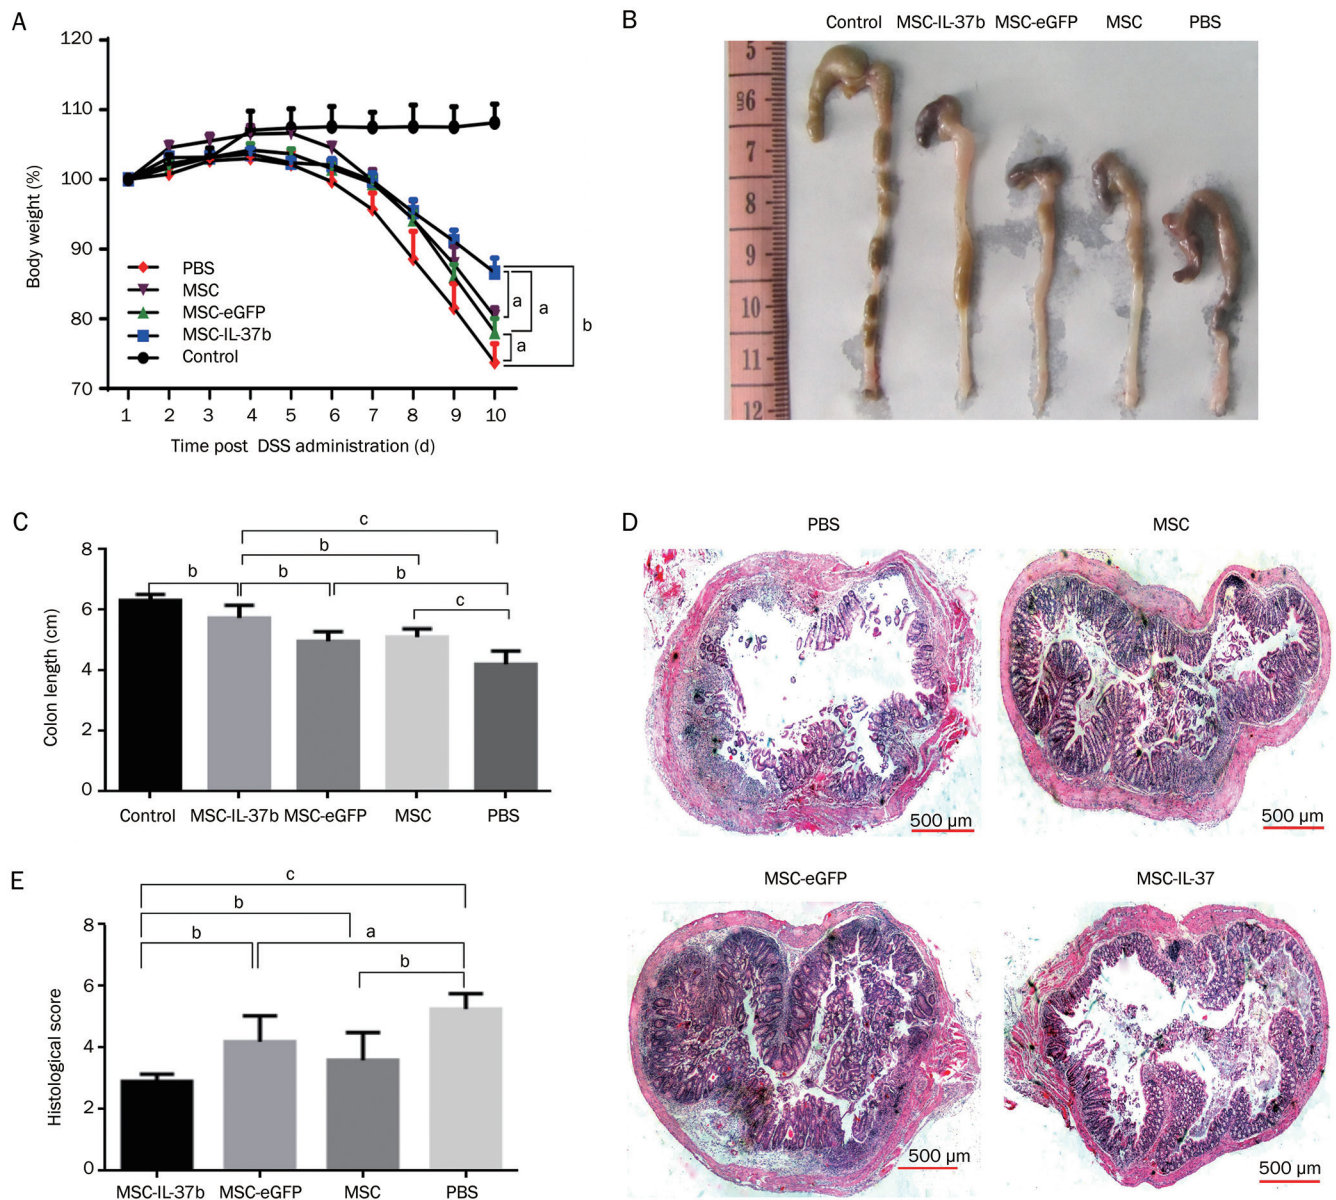 A
120
110
100
90
80
70
Body weight (%)
PBS
MSC
MSC-eGFP
MSC-IL-37b
Control
a
a
b
a
1 2 3 4 5 6 7 8 9 10
Time post DSS administration (d)
B
Control MSC-IL-37b MSC-eGFP MSC PBS
5
6
7
8
9
10
11
12
C
8
6
4
2
0
Colon length (cm)
c
b
b b b
c
Control MSC-IL-37b MSC-eGFP MSC PBS
D
PBS
500 µm
MSC
500 µm
MSC-eGFP
500 µm
MSC-IL-37
500 µm
E
8
6
4
2
0
Histological score
c
b
b a
b
MSC-IL-37b MSC-eGFP MSC PBS